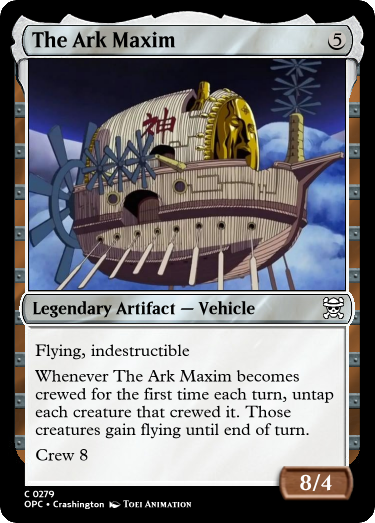 The Ark Maxim 5
神
Legendary Artifact — Vehicle
Flying, indestructible
Whenever The Ark Maxim becomes
crewed for the first time each turn, untap
each creature that crewed it. Those
creatures gain flying until end of turn.
Crew 8
8/4
C 0279
OPC • Crashington Toei Animation